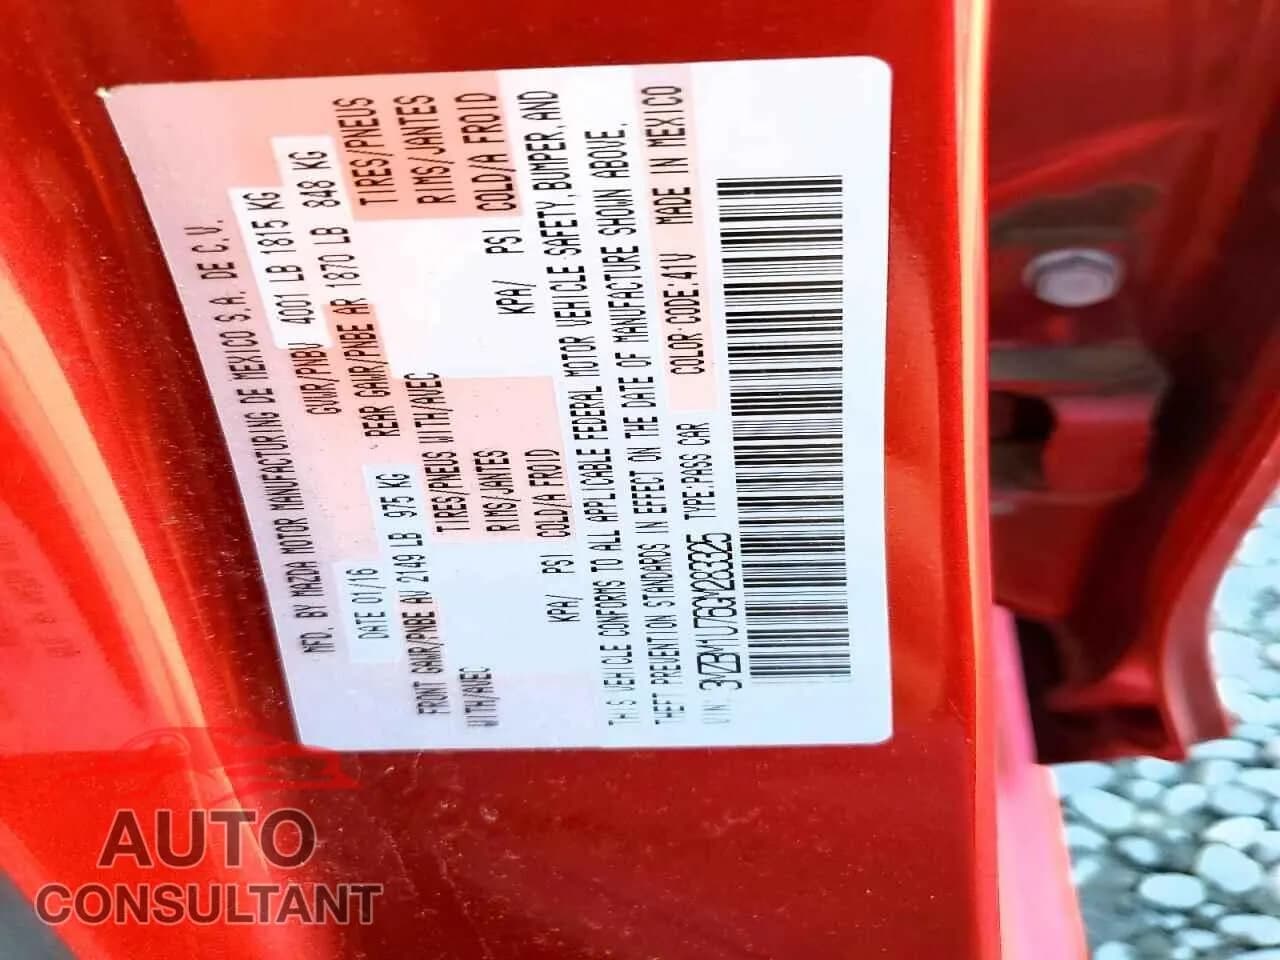 MFD. BY MAZDA MOTOR MANUFACTURING DE MEXICO S.A. DE C.V.
DATE 01/16
GVWR/PNBV 4001 LB 1815 KG
FRONT GAWR/PNBE AV 2149 LB 975 KG
REAR GAWR/PNBE AR 1870 LB 848 KG
WITH/AVEC
TIRES/PNEUS WITH/AVEC
TIRES/PNEUS
RIMS/JANTES
RIMS/JANTES
KPA/ PSI COLD/A FROID
KPA/ PSI COLD/A FROID
THIS VEHICLE CONFORMS TO ALL APPLICABLE FEDERAL MOTOR VEHICLE SAFETY, BUMPER, AND
THEFT PREVENTION STANDARDS IN EFFECT ON THE DATE OF MANUFACTURE SHOWN ABOVE.
VIN: 3MZBM1U76GM283325 TYPE:PASS CAR COLOR CODE:41V MADE IN MEXICO
AUTO
CONSULTANT